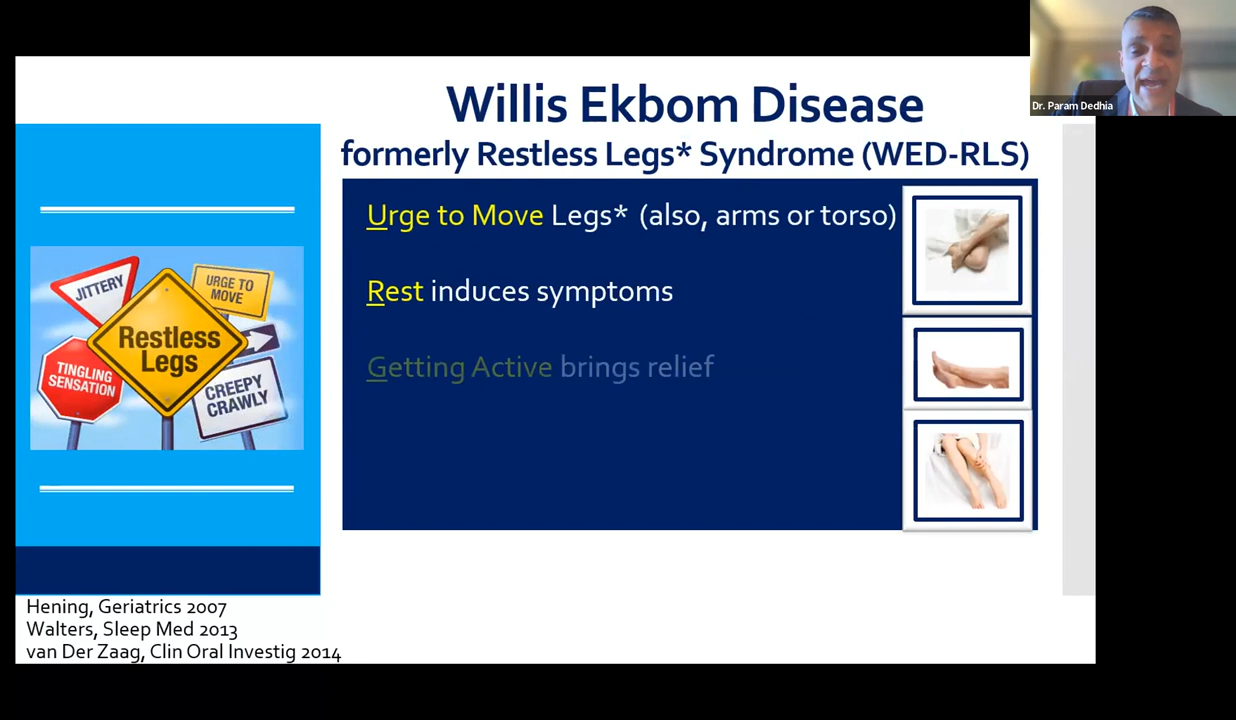 Willis Ekbom Disease
formerly Restless Legs* Syndrome (WED-RLS)
Dr. Param Dedhia
Urge to Move Legs* (also, arms or torso)
Rest induces symptoms
Getting Active brings relief
JITTERY
URGE TO
MOVE
Restless
Legs
TINGLING
SENSATION
CREEPY
CRAWLY
Hening, Geriatrics 2007
Walters, Sleep Med 2013
van Der Zaag, Clin Oral Investig 2014